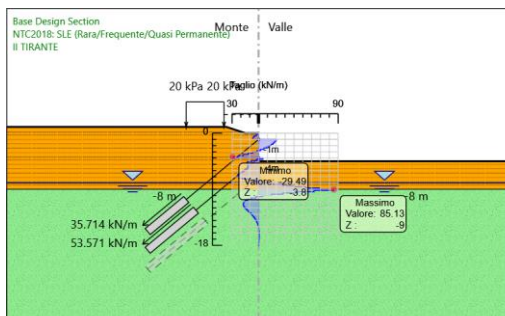 Base Design Section
NTC2018: SLE (Rara/Frequente/Quasi Permanente)
II TIRANTE
Monte
Valle
20 kPa 20 kPa
Taglio (kN/m)
30
90
0
-1m
Minimo
Valore: -29.49
Z : -3.8
-8 m
-8 m
Massimo
Valore: 85.13
Z : -9
35.714 kN/m
53.571 kN/m
-18